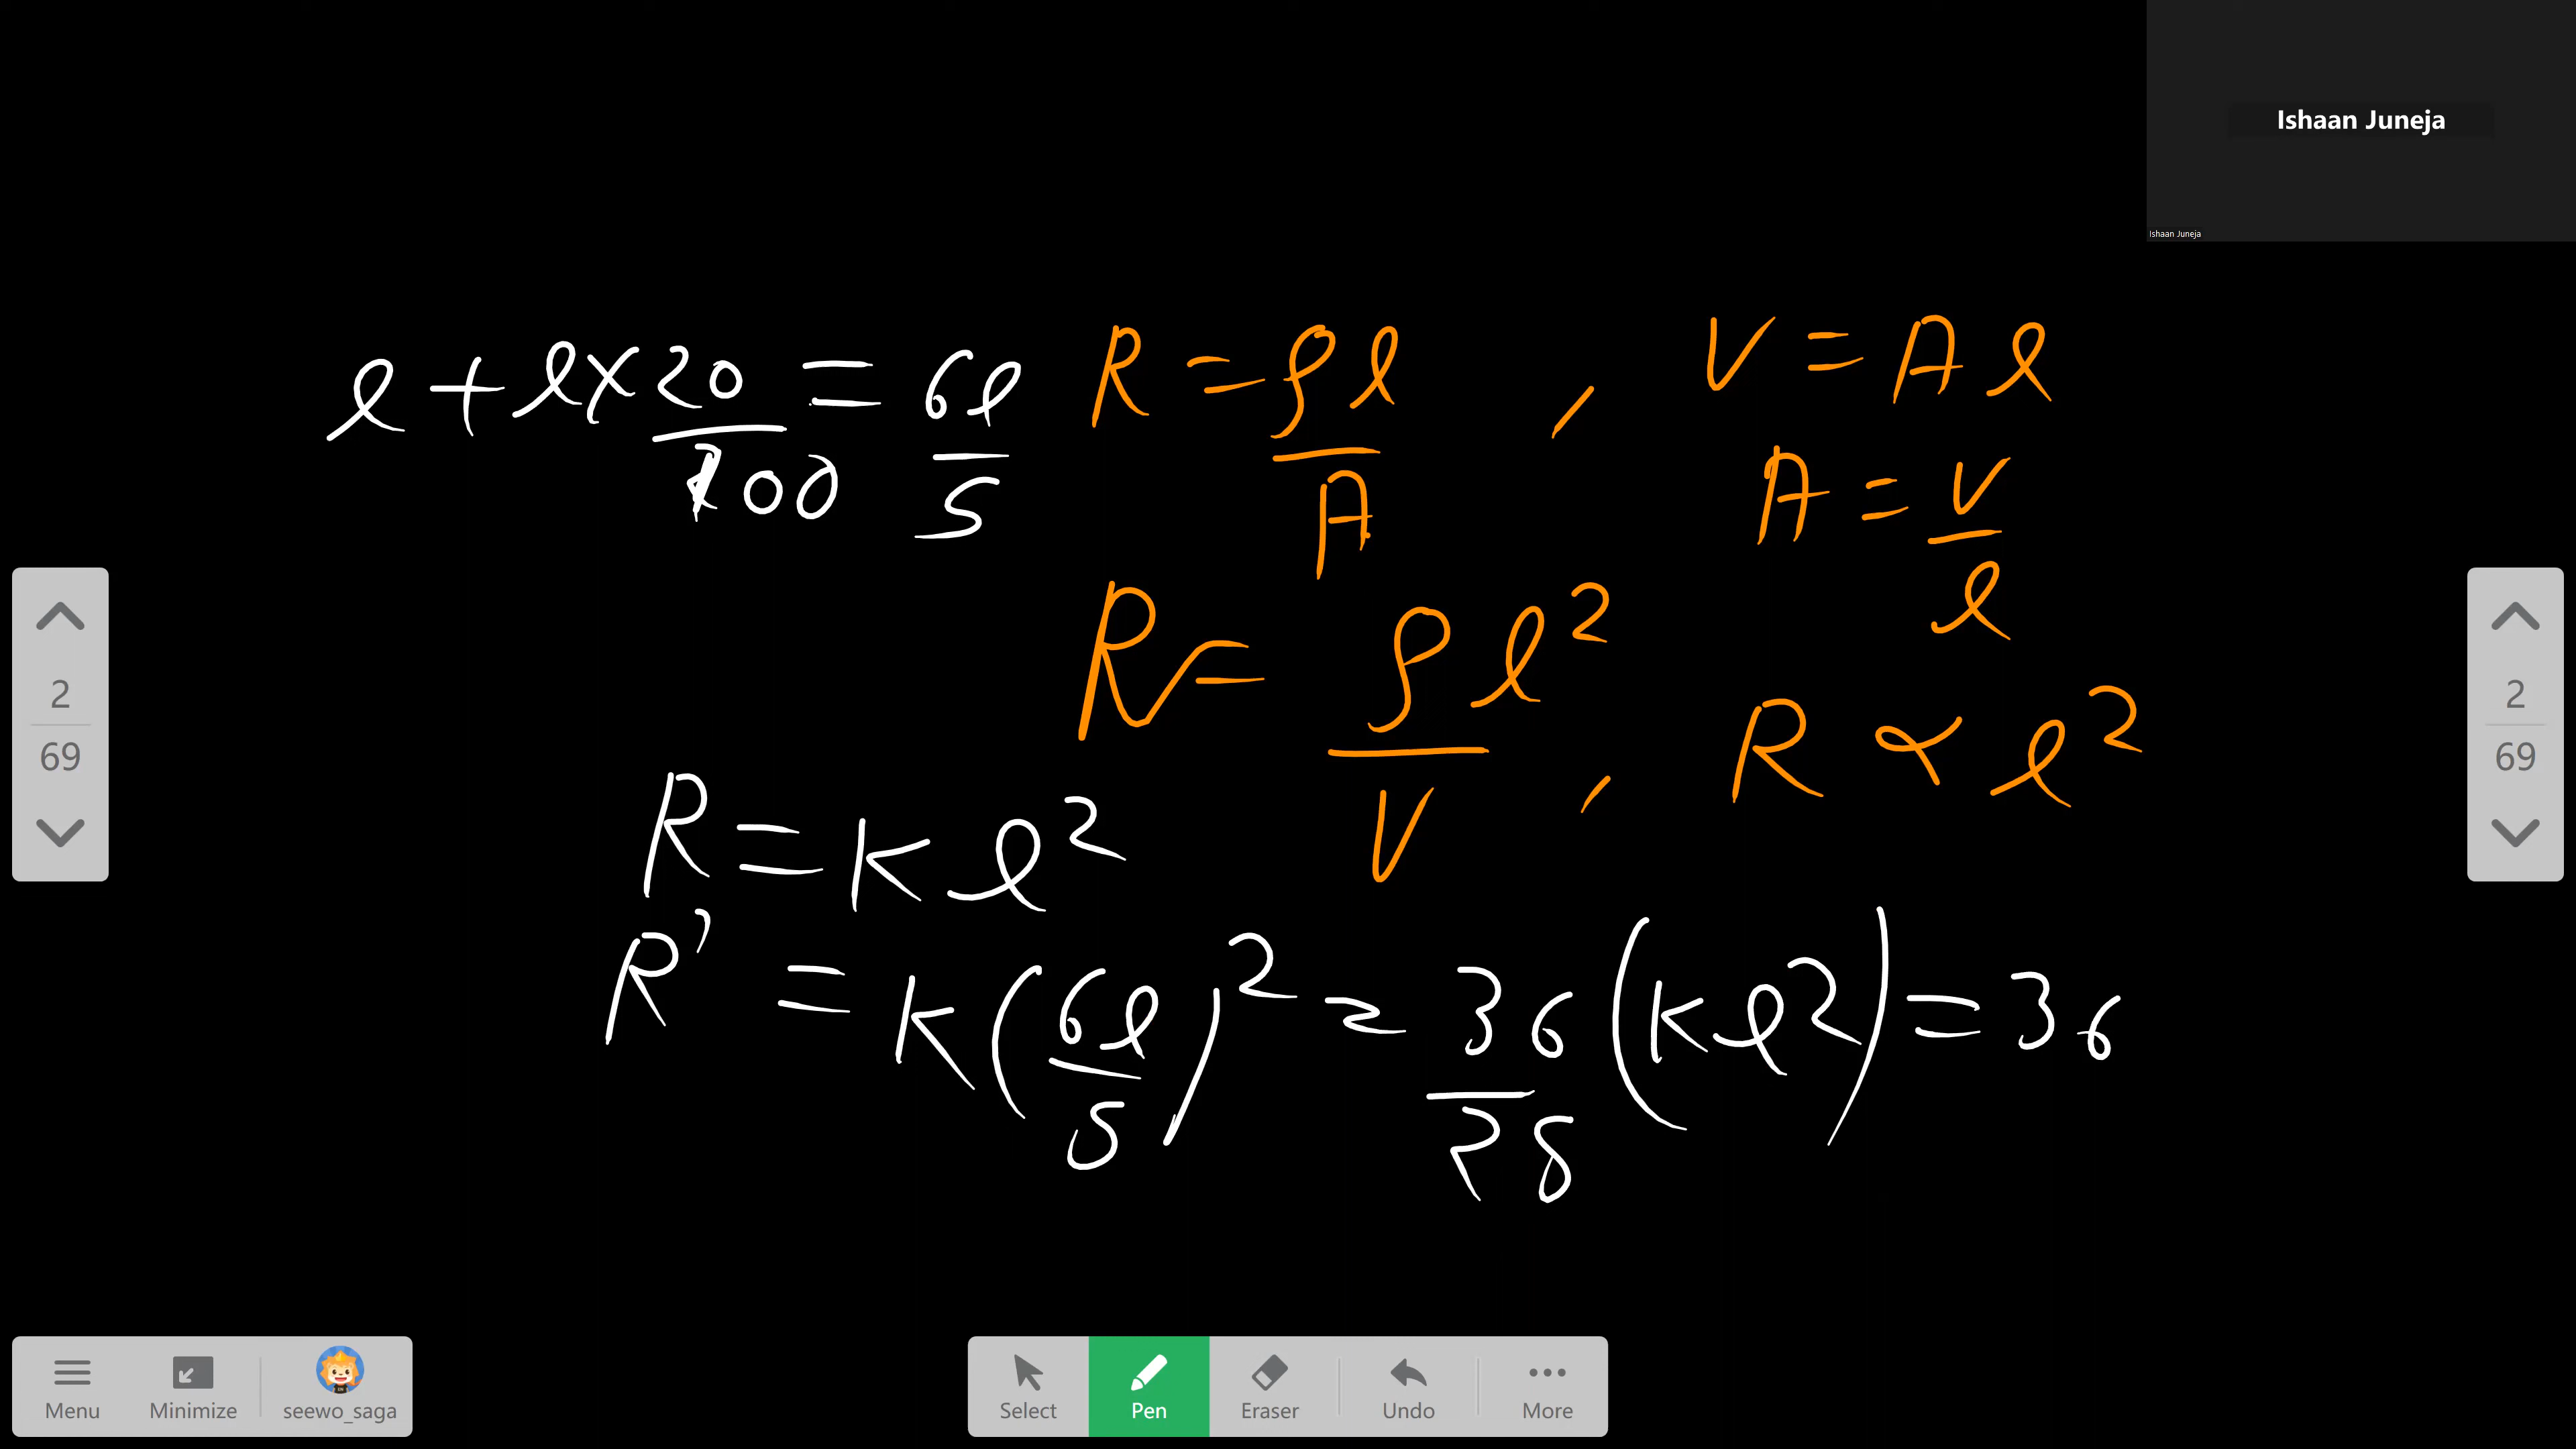 Ishaan Juneja
Ishaan Juneja
l + l × 20/100 = 6l/5
R = ρl/A , V = Al
A = V/l
R = ρl²/V , R ∝ l²
R = Kl²
R' = K(6l/5)² = 36/25 (Kl²) = 36
2
69
2
69
Menu Minimize seewo_saga
Select Pen Eraser Undo More